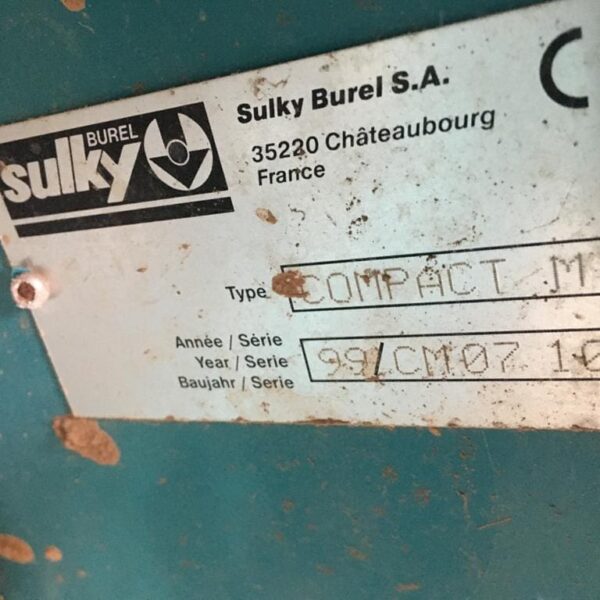 BUREL
sulky
Sulky Burel S.A.
35220 Châteaubourg
France
Type COMPACT M
Année / Série
Year / Serie 99/CM07 10
Baujahr / Serie